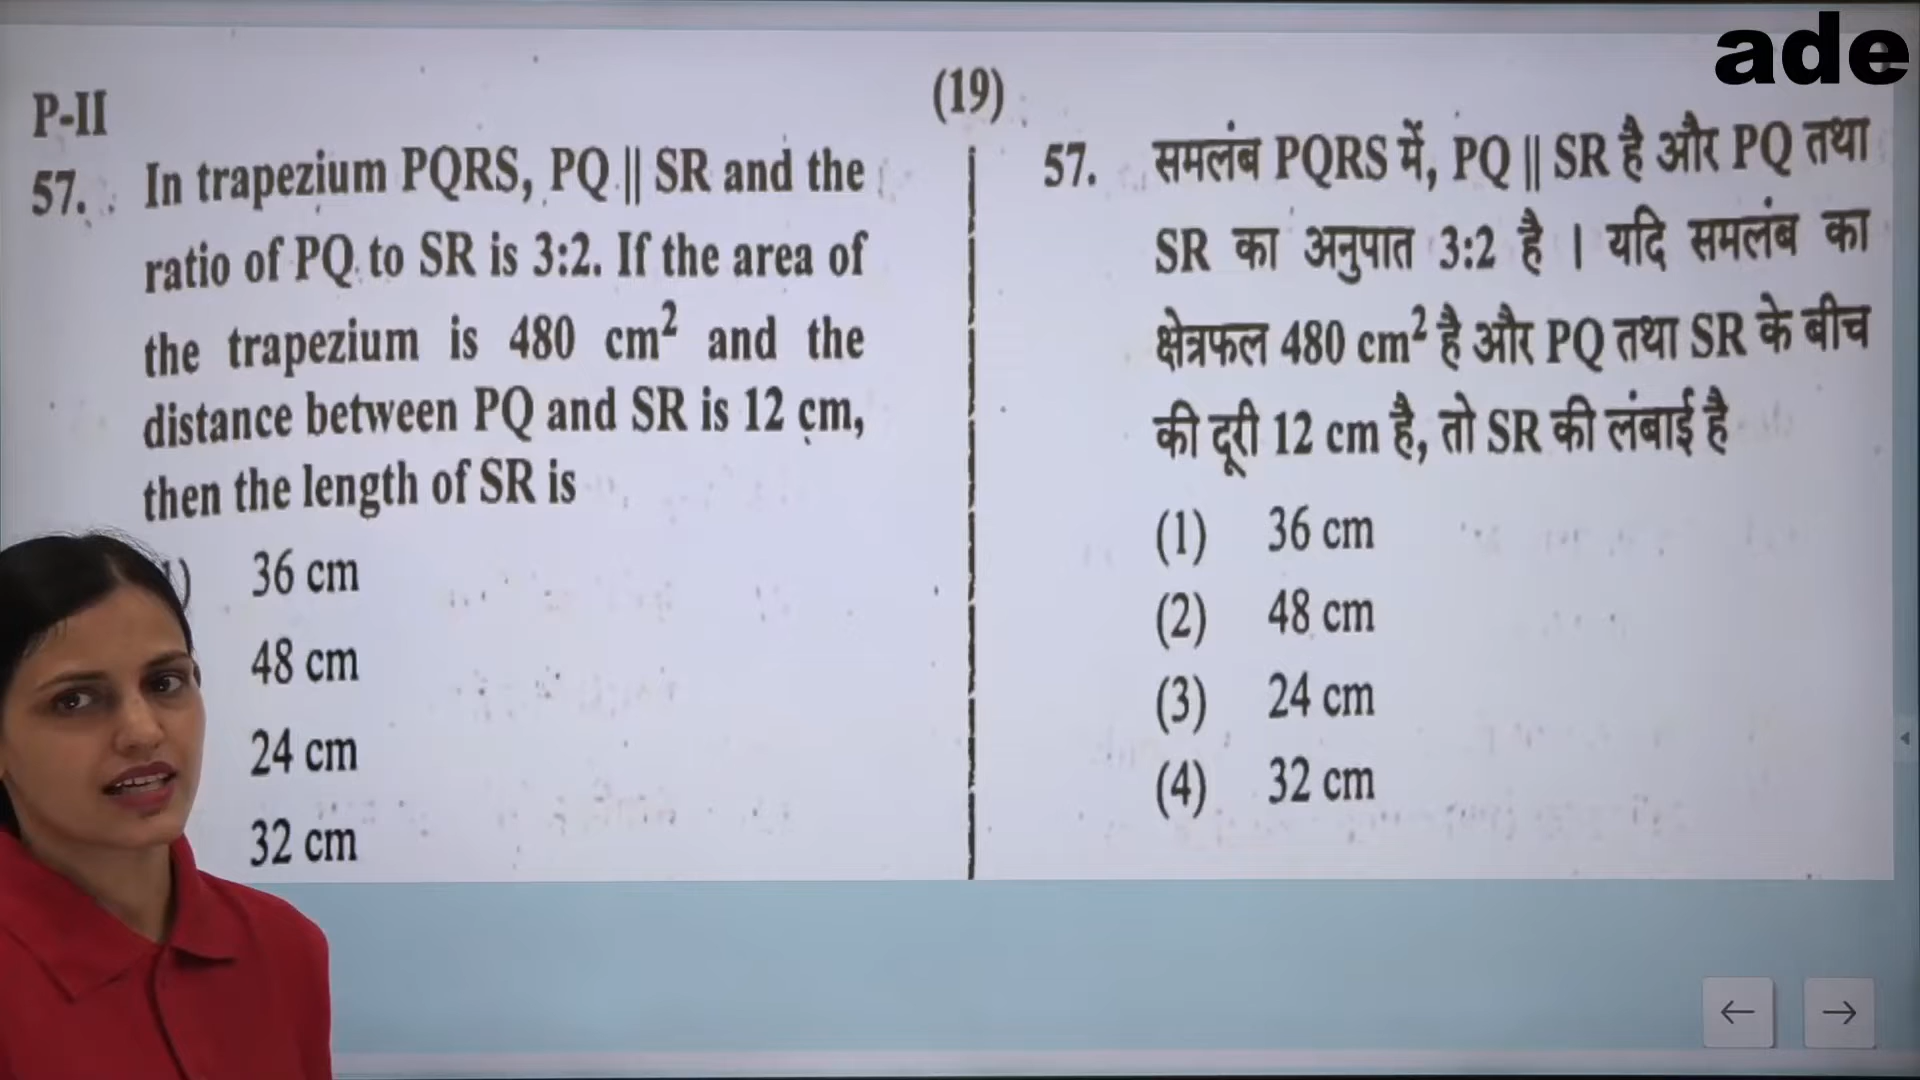 ade
P-II
(19)
57. In trapezium PQRS, PQ || SR and the
ratio of PQ to SR is 3:2. If the area of
the trapezium is 480 cm² and the
distance between PQ and SR is 12 cm,
then the length of SR is
36 cm
48 cm
24 cm
32 cm
57. समलंब PQRS में, PQ || SR है और PQ तथा
SR का अनुपात 3:2 है । यदि समलंब का
क्षेत्रफल 480 cm² है और PQ तथा SR के बीच
की दूरी 12 cm है, तो SR की लंबाई है
(1) 36 cm
(2) 48 cm
(3) 24 cm
(4) 32 cm